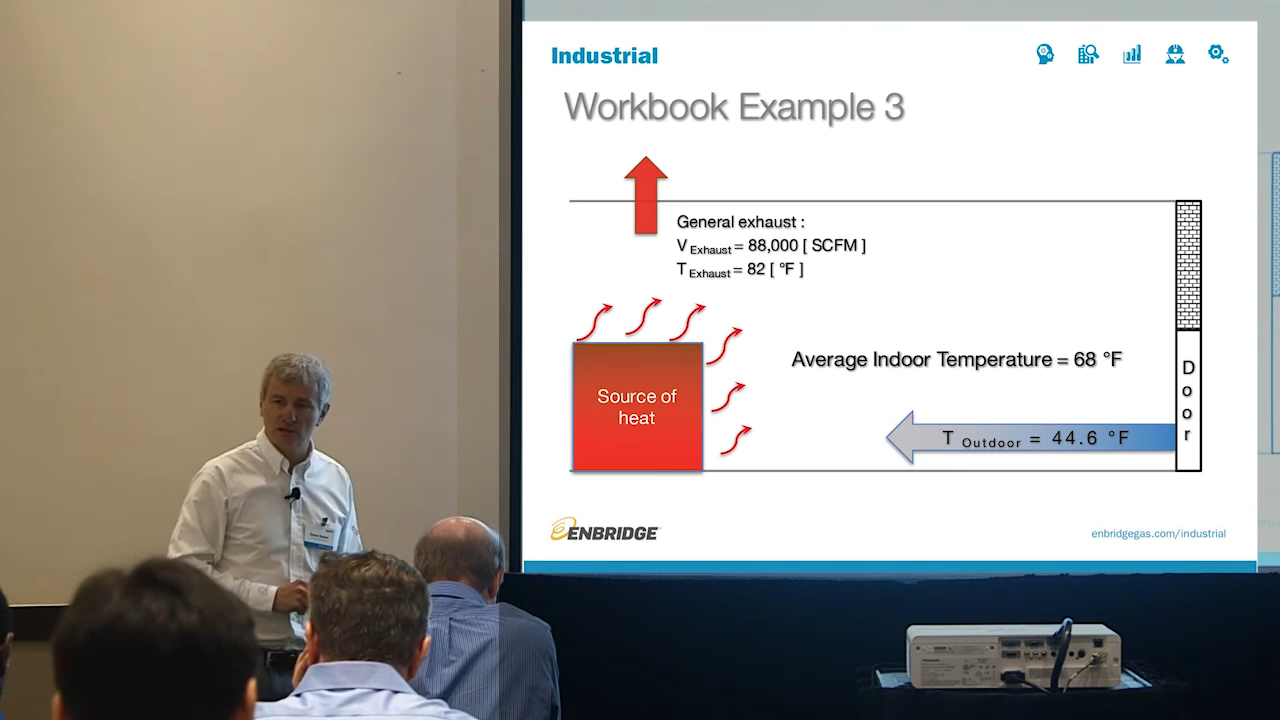 Industrial
Workbook Example 3
General exhaust :
V Exhaust = 88,000 [ SCFM ]
T Exhaust = 82 [ °F ]
Average Indoor Temperature = 68 °F
Source of
heat
Door
T Outdoor = 44.6 °F
ENBRIDGE
enbridgegas.com/industrial